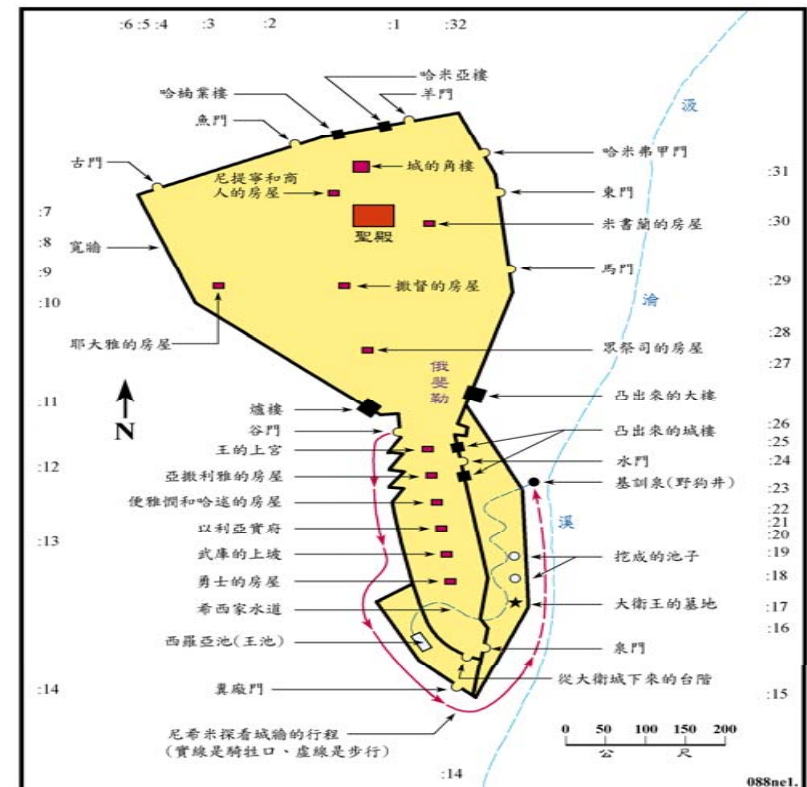 :6 :5 :4
:3
:2
:1
:32
哈米亞樓
哈楠業樓
羊門
魚門
汲
古門
城的角樓
哈米弗甲門
:31
尼提寧和商
人的房屋
東門
:7
聖殿
米書蘭的房屋
:30
:8
寬牆
:9
馬門
:29
:10
撒督的房屋
淪
耶大雅的房屋
眾祭司的房屋
:28
:27
俄斐勒
:11
N
爐樓
凸出來的大樓
谷門
:26
王的上宮
凸出來的城樓
:25
水門
:24
:12
亞撒利雅的房屋
基訓泉(野狗井)
:23
便雅憫和哈述的房屋
:22
溪
:21
以利亞實府
:20
:13
武庫的上坡
挖成的池子
:19
勇士的房屋
:18
希西家水道
大衛王的墓地
:17
:16
西羅亞池(王池)
泉門
從大衛城下來的台階
:14
糞廠門
:15
尼希米探看城牆的行程
(實線是騎牲口、虛線是步行)
0 50 100 150 200
公 尺
:14
088ne1.